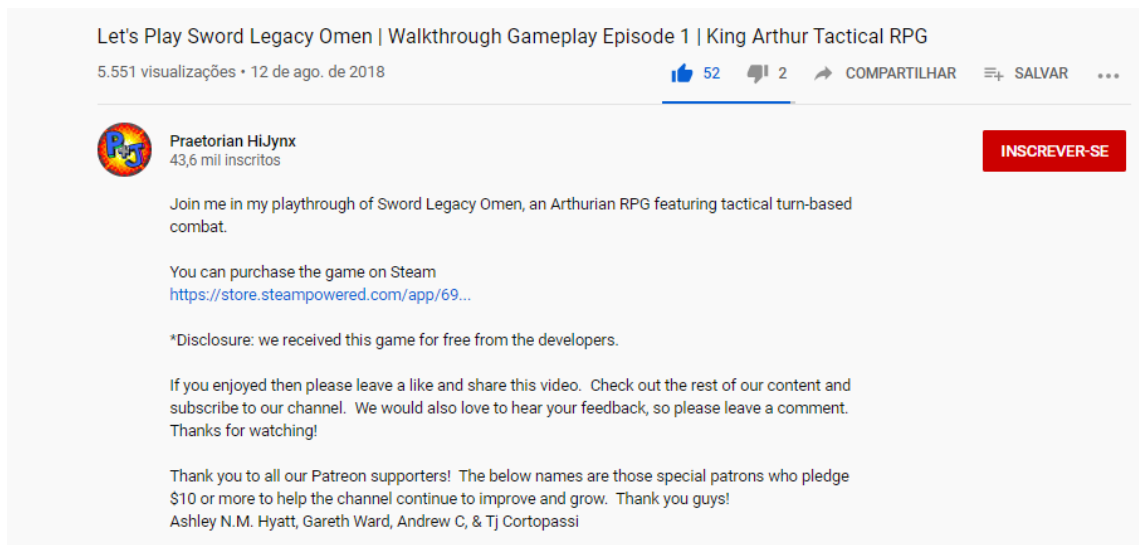 Let's Play Sword Legacy Omen | Walkthrough Gameplay Episode 1 | King Arthur Tactical RPG
5.551 visualizações • 12 de ago. de 2018
52
2
COMPARTILHAR
SALVAR
P+J
Praetorian HiJynx
43,6 mil inscritos
INSCREVER-SE
Join me in my playthrough of Sword Legacy Omen, an Arthurian RPG featuring tactical turn-based
combat.
You can purchase the game on Steam
https://store.steampowered.com/app/69...
*Disclosure: we received this game for free from the developers.
If you enjoyed then please leave a like and share this video.  Check out the rest of our content and
subscribe to our channel.  We would also love to hear your feedback, so please leave a comment.
Thanks for watching!
Thank you to all our Patreon supporters!  The below names are those special patrons who pledge
$10 or more to help the channel continue to improve and grow.  Thank you guys!
Ashley N.M. Hyatt, Gareth Ward, Andrew C, & Tj Cortopassi